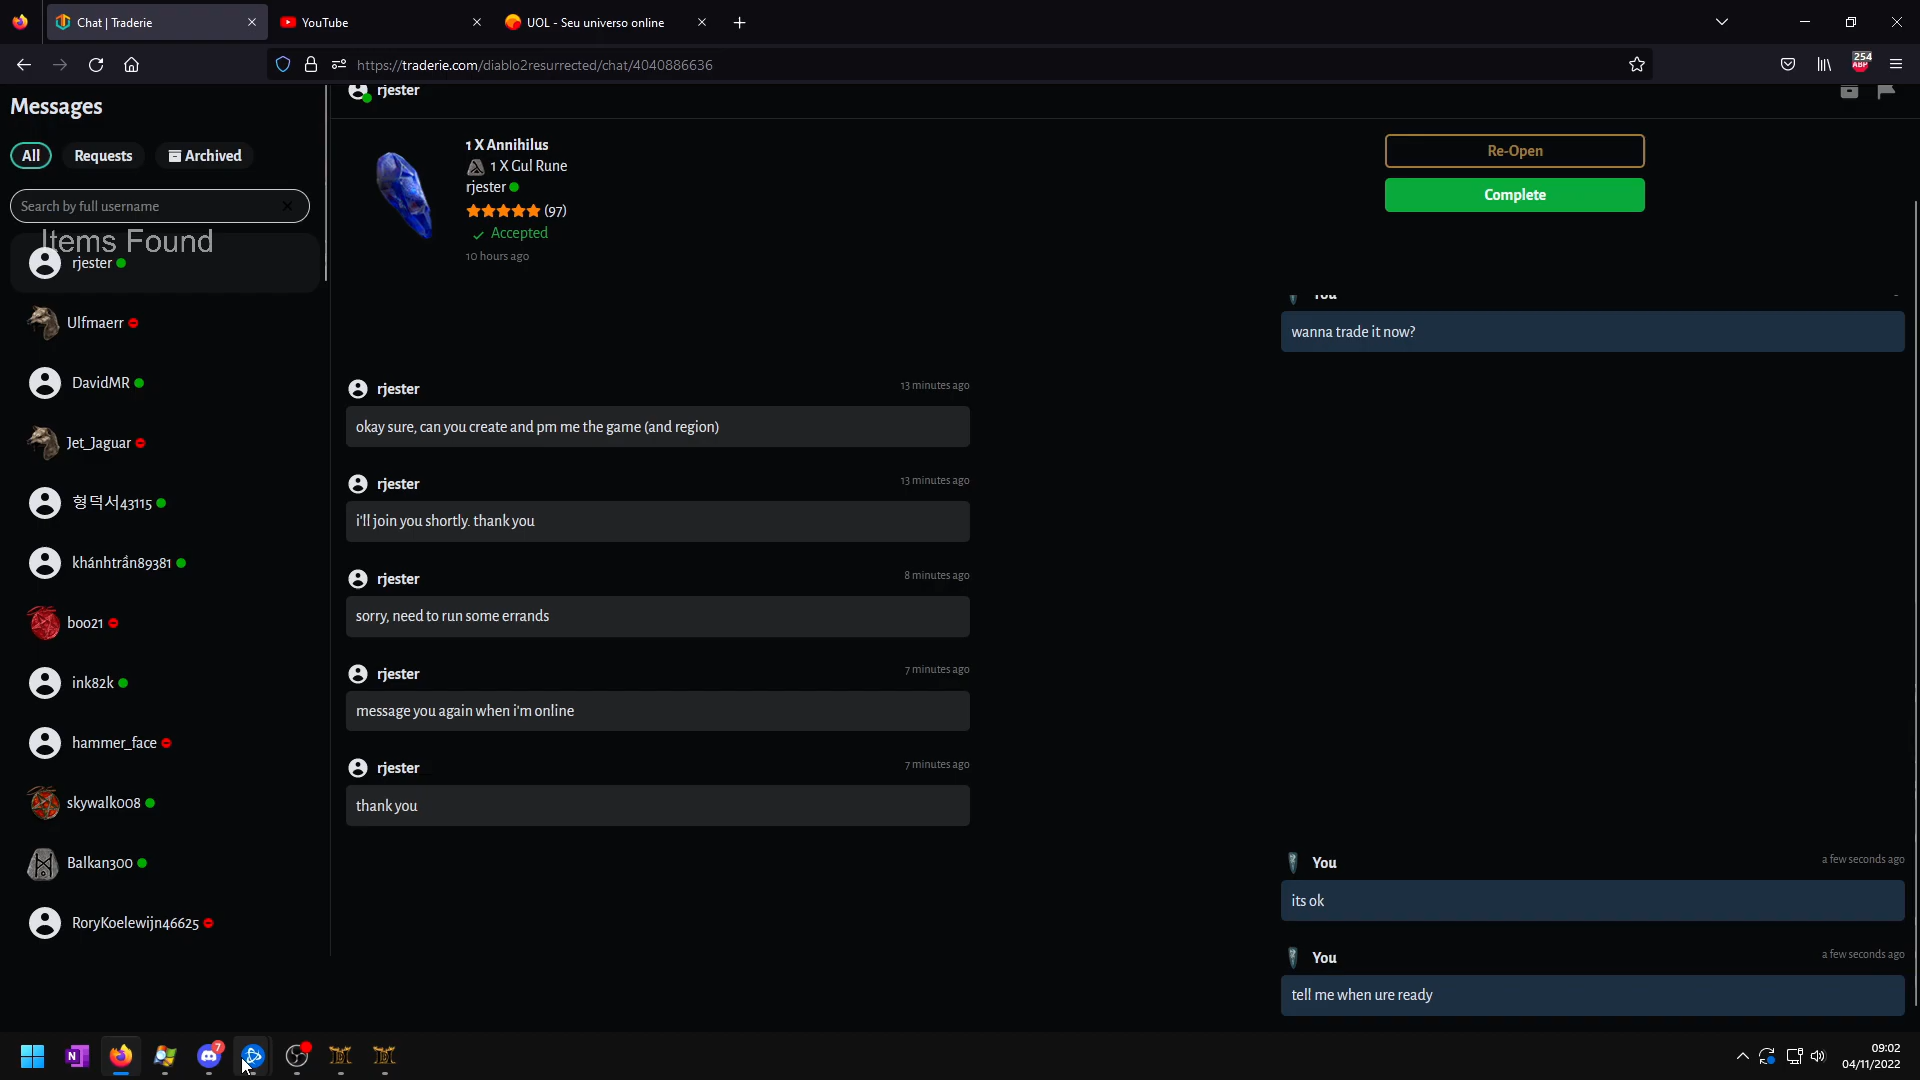 Chat | Traderie
YouTube
UOL - Seu universo online
https://traderie.com/diablo2resurrected/chat/4040886636
254
ABP
Messages
All
Requests
Archived
Search by full username
Items Found
rjester
Ulfmaerr
DavidMR
Jet_Jaguar
형덕서43115
khánhtrần89381
boo21
ink82k
hammer_face
skywalk008
Balkan300
RoryKoelewijn46625
rjester
1 X Annihilus
1 X Gul Rune
rjester
(97)
Accepted
10 hours ago
Re-Open
Complete
You
wanna trade it now?
rjester
13 minutes ago
okay sure, can you create and pm me the game (and region)
rjester
13 minutes ago
i'll join you shortly. thank you
rjester
8 minutes ago
sorry, need to run some errands
rjester
7 minutes ago
message you again when i'm online
rjester
7 minutes ago
thank you
You
a few seconds ago
its ok
You
a few seconds ago
tell me when ure ready
7
09:02
04/11/2022